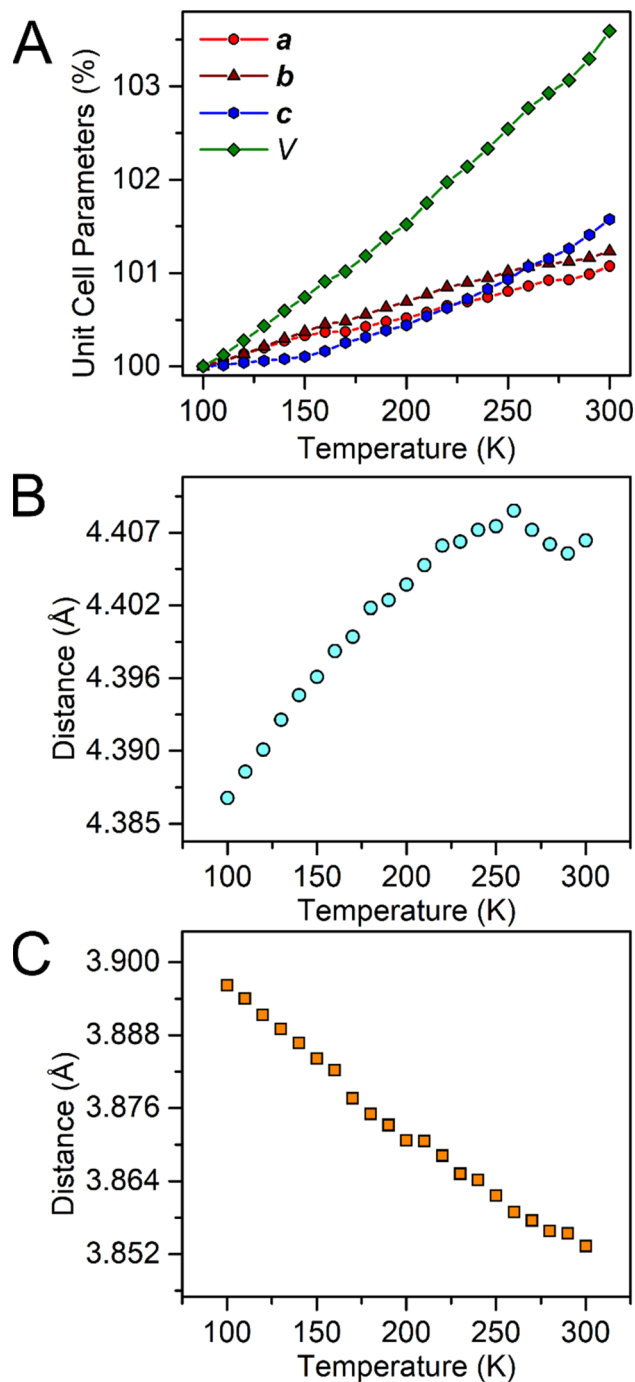 A
a
b
c
V
Unit Cell Parameters (%)
103
102
101
100
100 150 200 250 300
Temperature (K)
B
Distance (Å)
4.407
4.402
4.396
4.390
4.385
100 150 200 250 300
Temperature (K)
C
Distance (Å)
3.900
3.888
3.876
3.864
3.852
100 150 200 250 300
Temperature (K)